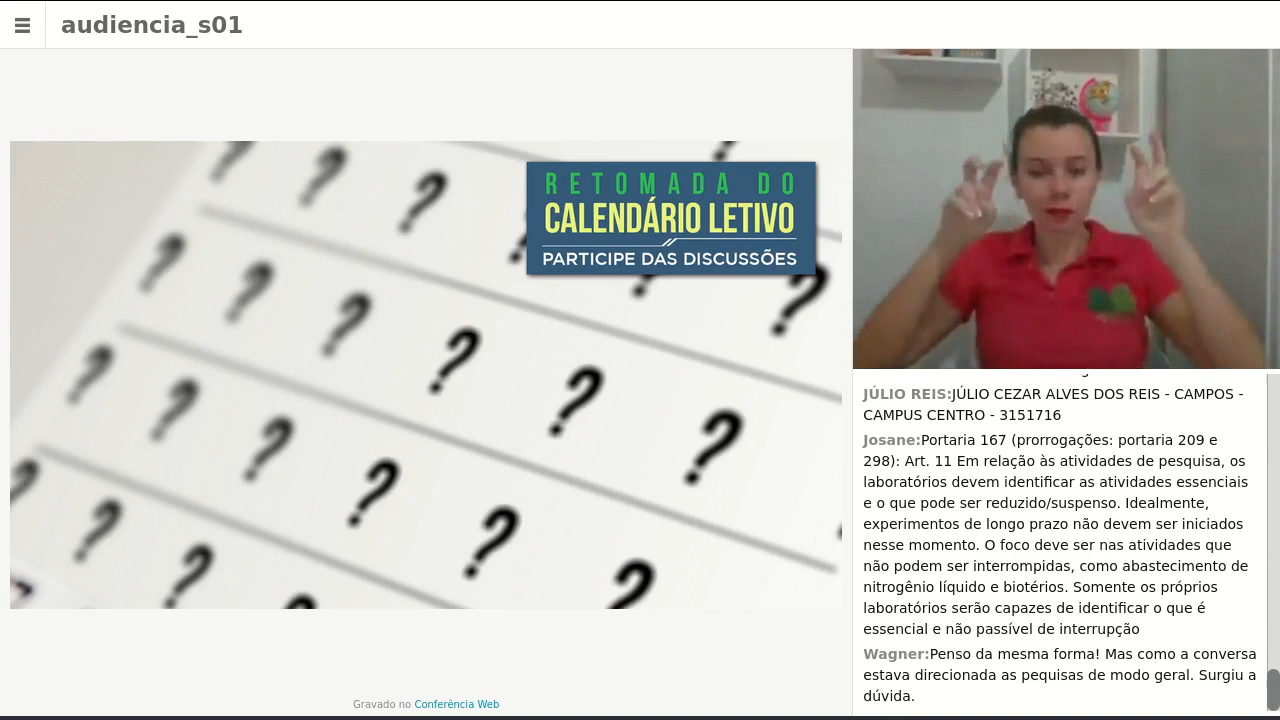 audiencia_s01
RETOMADA DO
CALENDÁRIO LETIVO
PARTICIPE DAS DISCUSSÕES
Gravado no Conferência Web
JÚLIO REIS:JÚLIO CEZAR ALVES DOS REIS - CAMPOS -
CAMPUS CENTRO - 3151716
Josane:Portaria 167 (prorrogações: portaria 209 e
298): Art. 11 Em relação às atividades de pesquisa, os
laboratórios devem identificar as atividades essenciais
e o que pode ser reduzido/suspenso. Idealmente,
experimentos de longo prazo não devem ser iniciados
nesse momento. O foco deve ser nas atividades que
não podem ser interrompidas, como abastecimento de
nitrogênio líquido e biotérios. Somente os próprios
laboratórios serão capazes de identificar o que é
essencial e não passível de interrupção
Wagner:Penso da mesma forma! Mas como a conversa
estava direcionada as pequisas de modo geral. Surgiu a
dúvida.